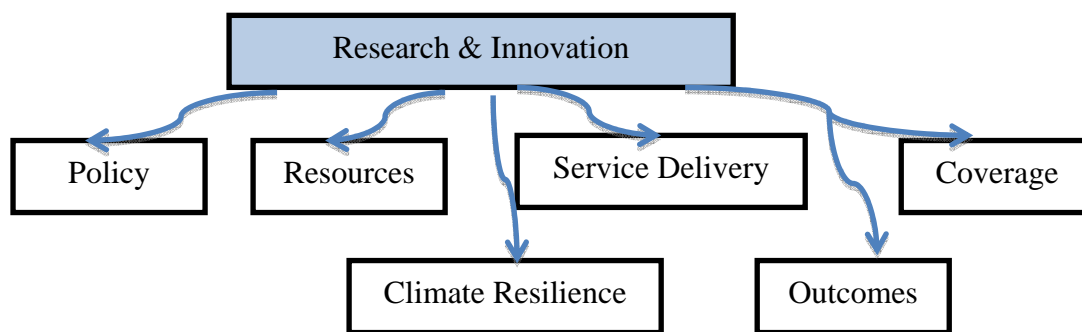 Research & Innovation
Policy
Resources
Service Delivery
Coverage
Climate Resilience
Outcomes